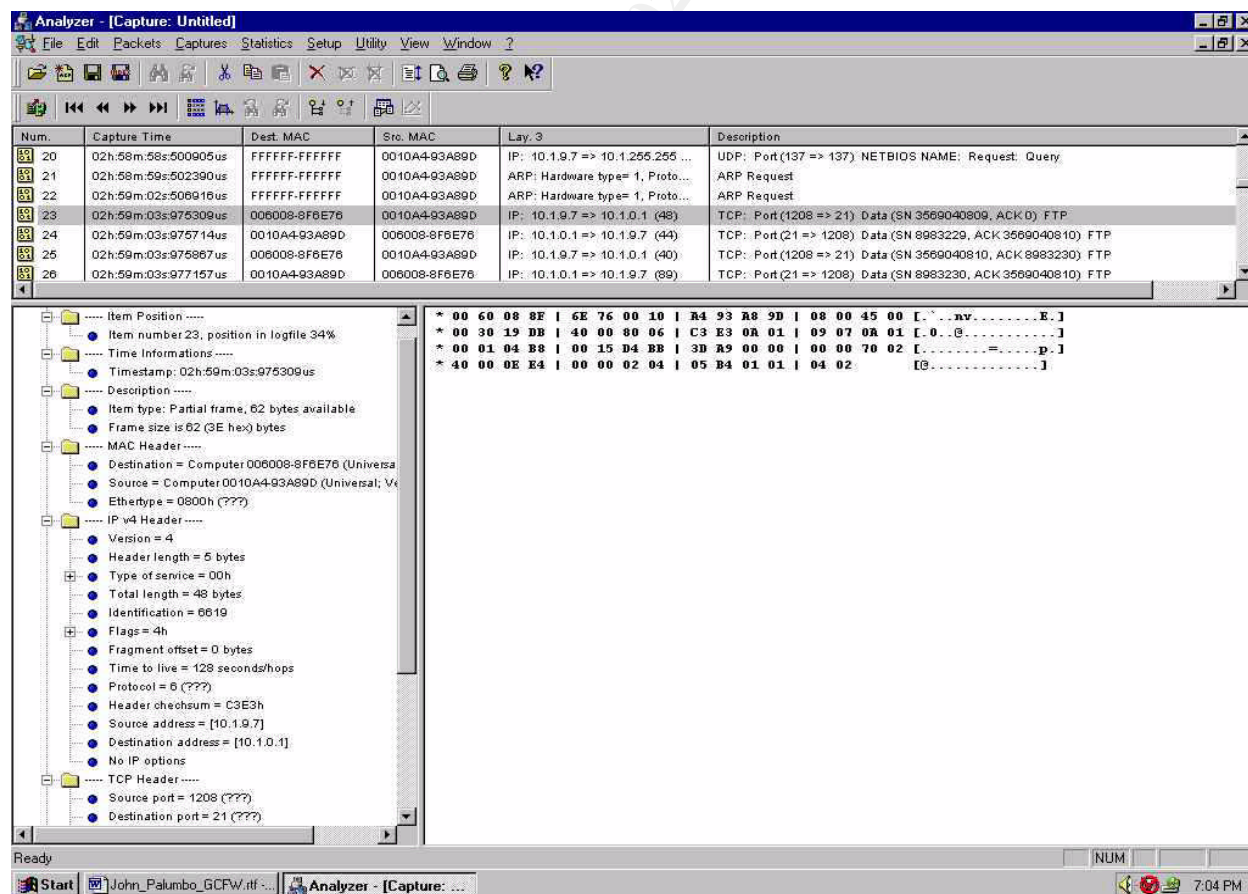 Analyzer - [Capture: Untitled]
File Edit Packets Captures Statistics Setup Utility View Window ?
Num. Capture Time Dest. MAC Src. MAC Lay. 3 Description
20 02h:58m:58s:500905us FFFFFF-FFFFFF 0010A4-93A89D IP: 10.1.9.7 => 10.1.255.255 ... UDP: Port (137 => 137) NETBIOS NAME: Request: Query
21 02h:58m:59s:502390us FFFFFF-FFFFFF 0010A4-93A89D ARP: Hardware type= 1, Proto... ARP Request
22 02h:59m:02s:506916us FFFFFF-FFFFFF 0010A4-93A89D ARP: Hardware type= 1, Proto... ARP Request
23 02h:59m:03s:975309us 006008-8F6E76 0010A4-93A89D IP: 10.1.9.7 => 10.1.0.1 (48) TCP: Port (1208 => 21) Data (SN 3569040809, ACK 0) FTP
24 02h:59m:03s:975714us 0010A4-93A89D 006008-8F6E76 IP: 10.1.0.1 => 10.1.9.7 (44) TCP: Port (21 => 1208) Data (SN 8983229, ACK 3569040810) FTP
25 02h:59m:03s:975867us 006008-8F6E76 0010A4-93A89D IP: 10.1.9.7 => 10.1.0.1 (40) TCP: Port (1208 => 21) Data (SN 3569040810, ACK 8983230) FTP
26 02h:59m:03s:977157us 0010A4-93A89D 006008-8F6E76 IP: 10.1.0.1 => 10.1.9.7 (89) TCP: Port (21 => 1208) Data (SN 8983230, ACK 3569040810) FTP
----- Item Position -----
Item number 23, position in logfile 34%
----- Time Informations -----
Timestamp: 02h:59m:03s:975309us
----- Description -----
Item type: Partial frame, 62 bytes available
Frame size is 62 (3E hex) bytes
----- MAC Header -----
Destination = Computer 006008-8F6E76 (Universa
Source = Computer 0010A4-93A89D (Universal; Ve
Ethertype = 0800h (???)
----- IP v4 Header -----
Version = 4
Header length = 5 bytes
Type of service = 00h
Total length = 48 bytes
Identification = 6619
Flags = 4h
Fragment offset = 0 bytes
Time to live = 128 seconds/hops
Protocol = 6 (???)
Header chechsum = C3E3h
Source address = [10.1.9.7]
Destination address = [10.1.0.1]
No IP options
----- TCP Header -----
Source port = 1208 (???)
Destination port = 21 (???)
* 00 60 08 8F | 6E 76 00 10 | A4 93 A8 9D | 08 00 45 00 [.`..nv........E.]
* 00 30 19 DB | 40 00 80 06 | C3 E3 0A 01 | 09 07 0A 01 [.0..@...........]
* 00 01 04 B8 | 00 15 D4 BB | 3D A9 00 00 | 00 00 70 02 [........=.....p.]
* 40 00 0E E4 | 00 00 02 04 | 05 B4 01 01 | 04 02 [@.............]
Ready NUM
Start John_Palumbo_GCFW.rtf -... Analyzer - [Capture: ... 7:04 PM